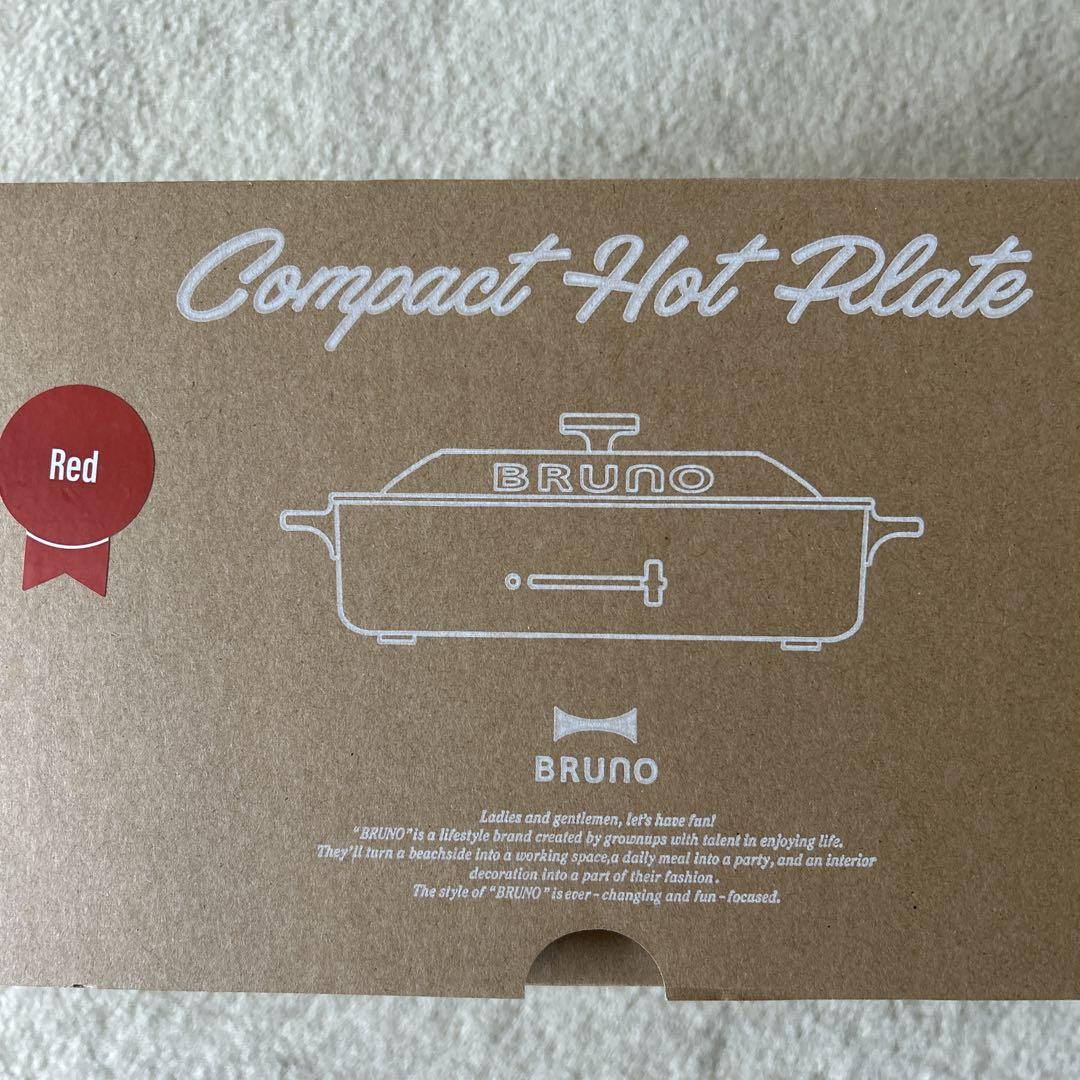 Compact Hot Plate
Red
BRUNO
BRUNO
Ladies and gentlemen, let's have fun!
"BRUNO"is a lifestyle brand created by grownups with talent in enjoying life.
They'll turn a beachside into a working space,a daily meal into a party, and an interior
decoration into a part of their fashion.
The style of "BRUNO" is ever-changing and fun-focused.